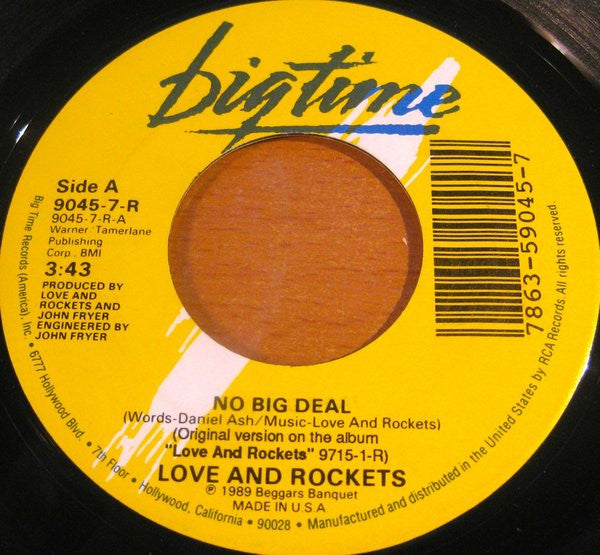 bigtime
Side A
9045-7-R
9045-7-R-A
Warner/Tamerlane
Publishing
Corp. BMI
3:43
PRODUCED BY
LOVE AND
ROCKETS AND
JOHN FRYER
ENGINEERED BY
JOHN FRYER
7863-59045-7
NO BIG DEAL
(Words-Daniel Ash/Music-Love And Rockets)
(Original version on the album
"Love And Rockets" 9715-1-R)
LOVE AND ROCKETS
℗ 1989 Beggars Banquet
MADE IN U.S.A
Big Time Records (America), Inc. • 6777 Hollywood Blvd. • 7th Floor • Hollywood, California • 90028 • Manufactured and distributed in the United States by RCA Records. All rights reserved